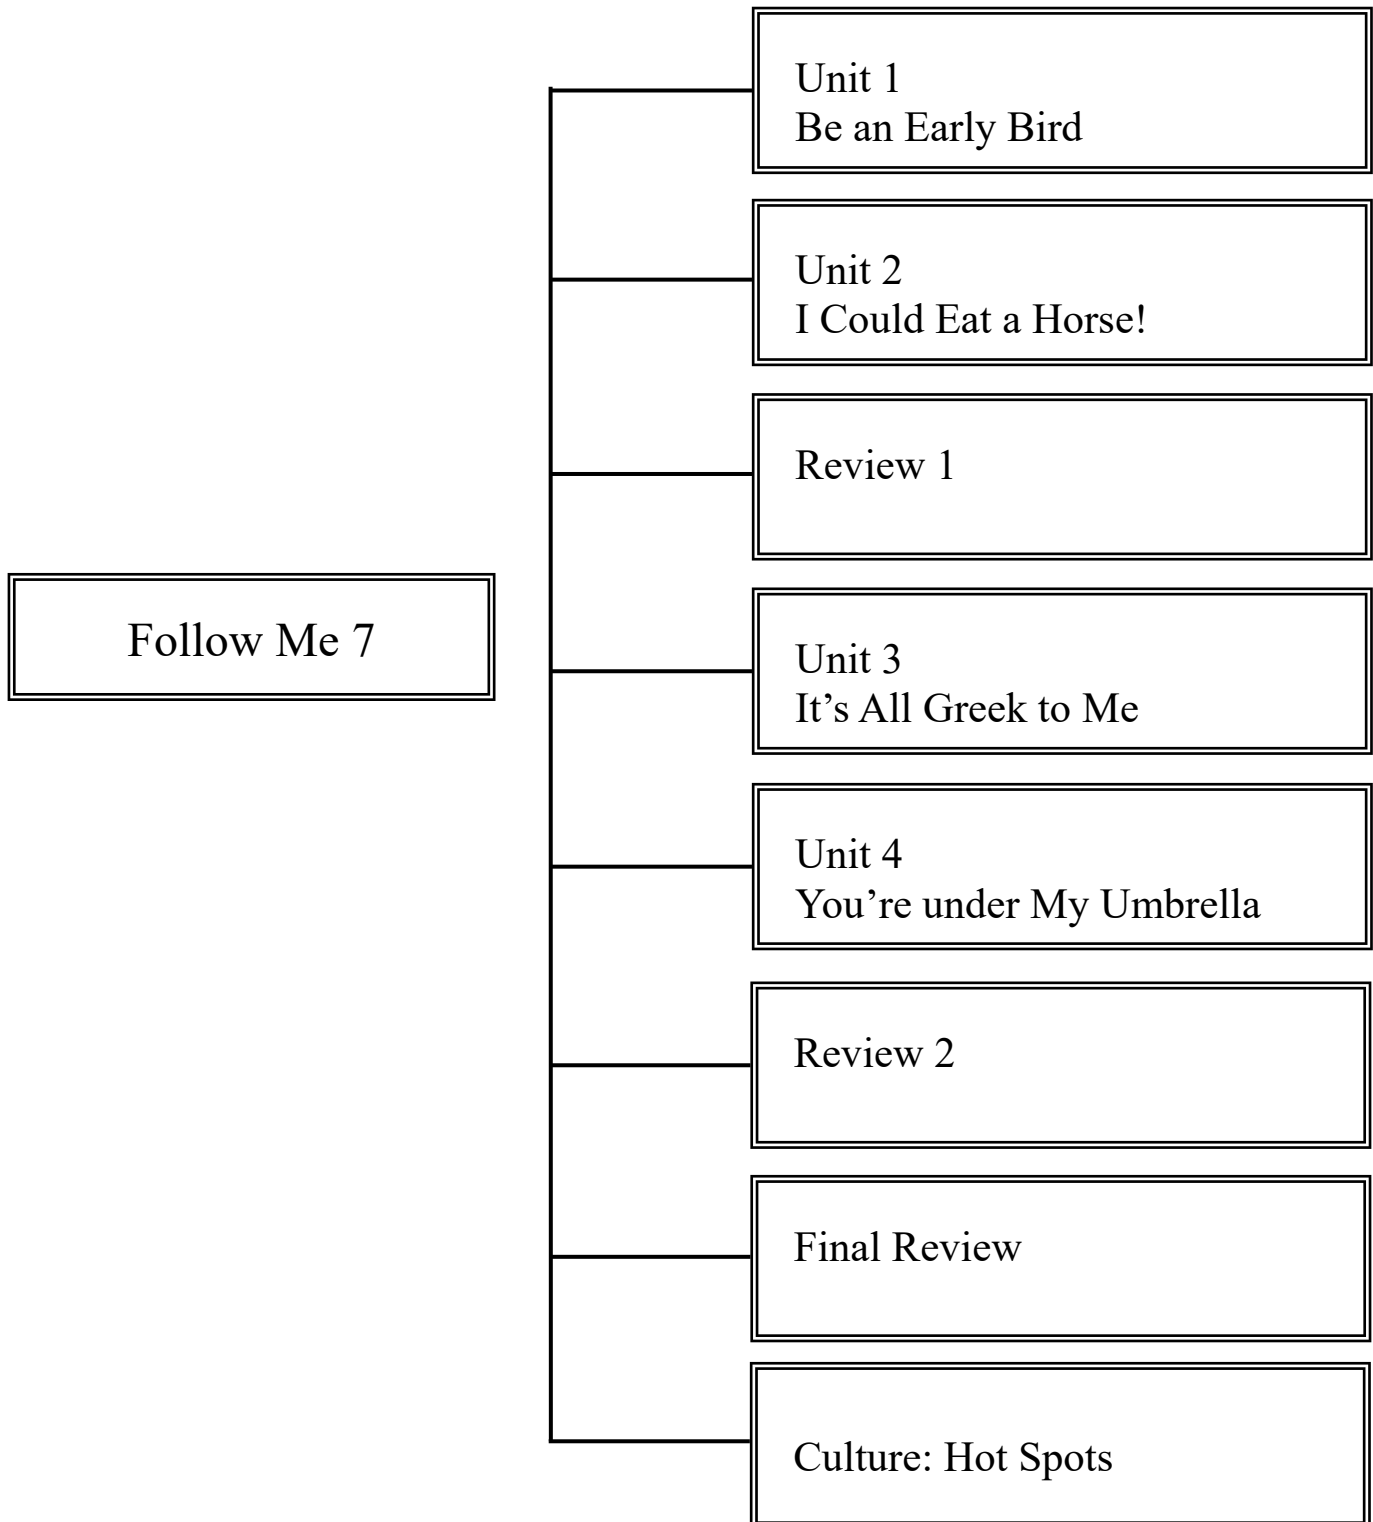 Follow Me 7
Unit 1
Be an Early Bird
Unit 2
I Could Eat a Horse!
Review 1
Unit 3
It’s All Greek to Me
Unit 4
You’re under My Umbrella
Review 2
Final Review
Culture: Hot Spots